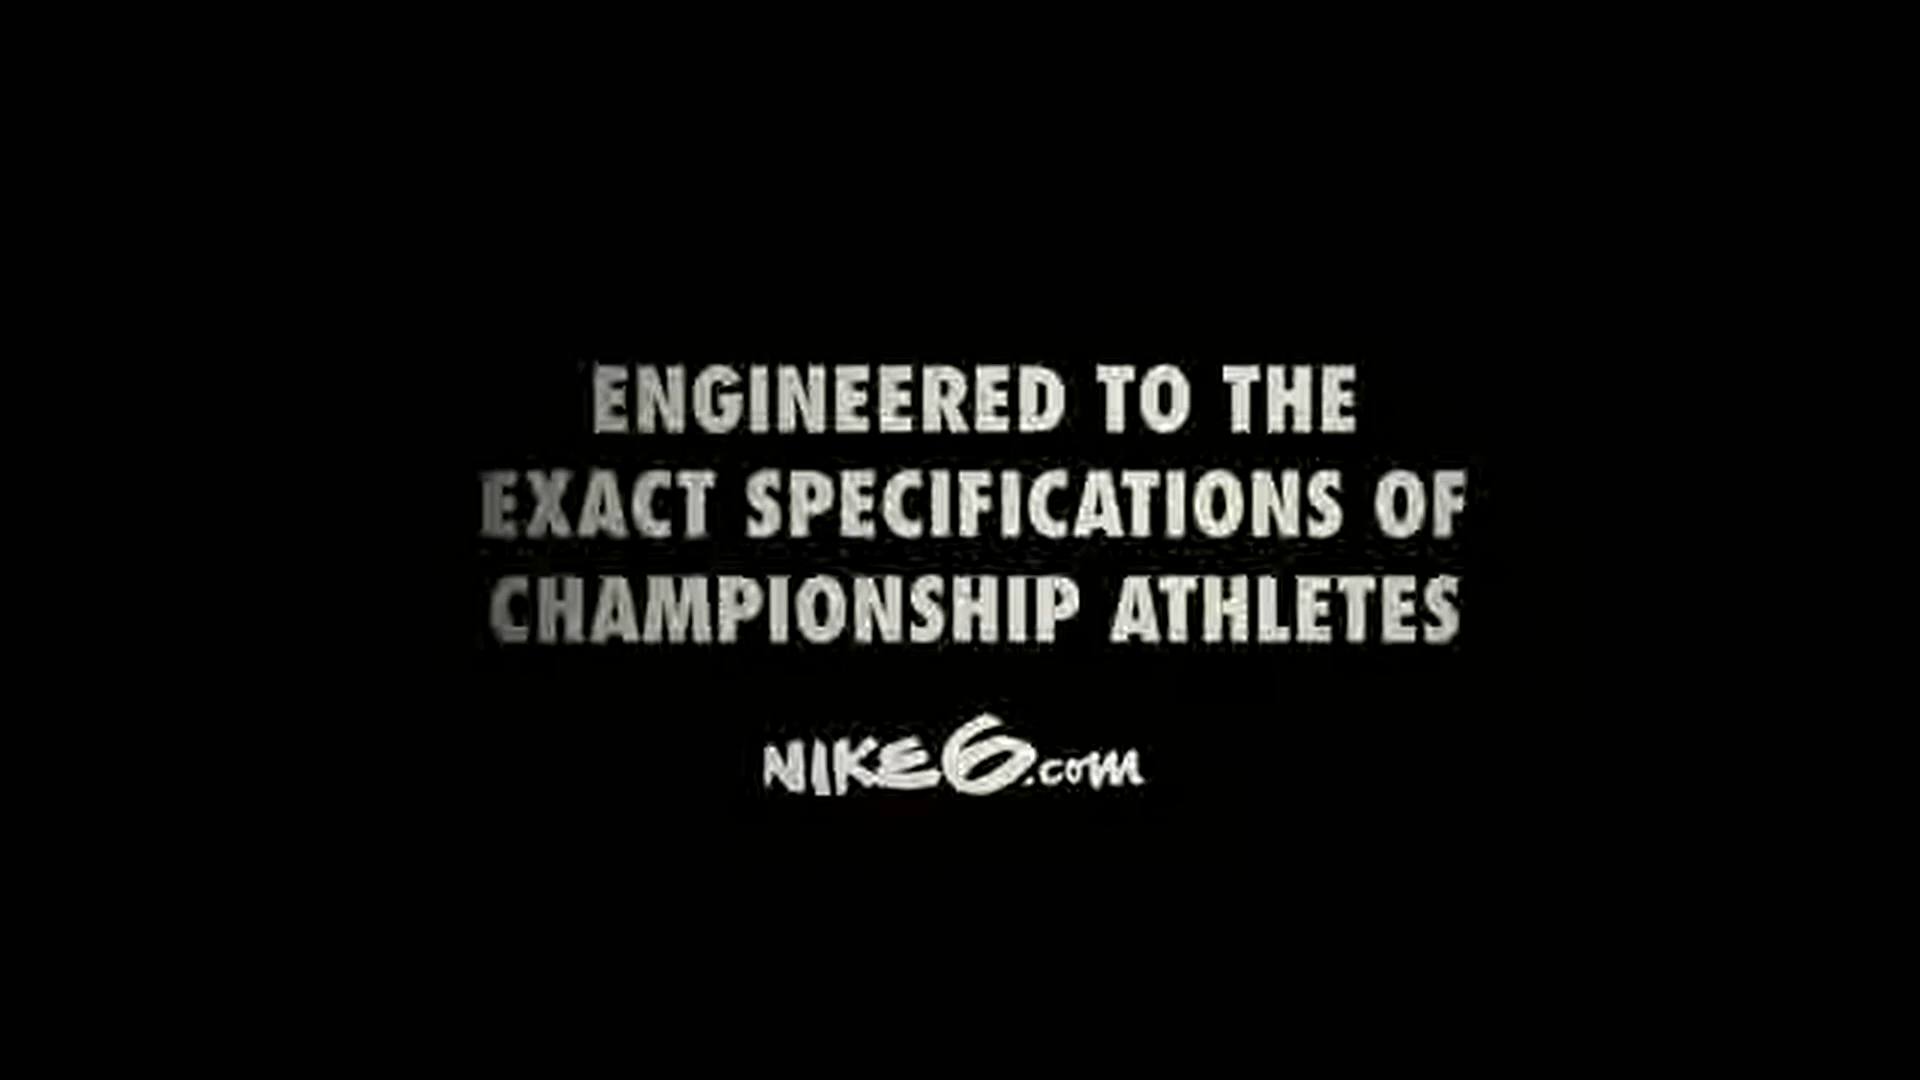 ENGINEERED TO THE
EXACT SPECIFICATIONS OF
CHAMPIONSHIP ATHLETES
NIKE6.com